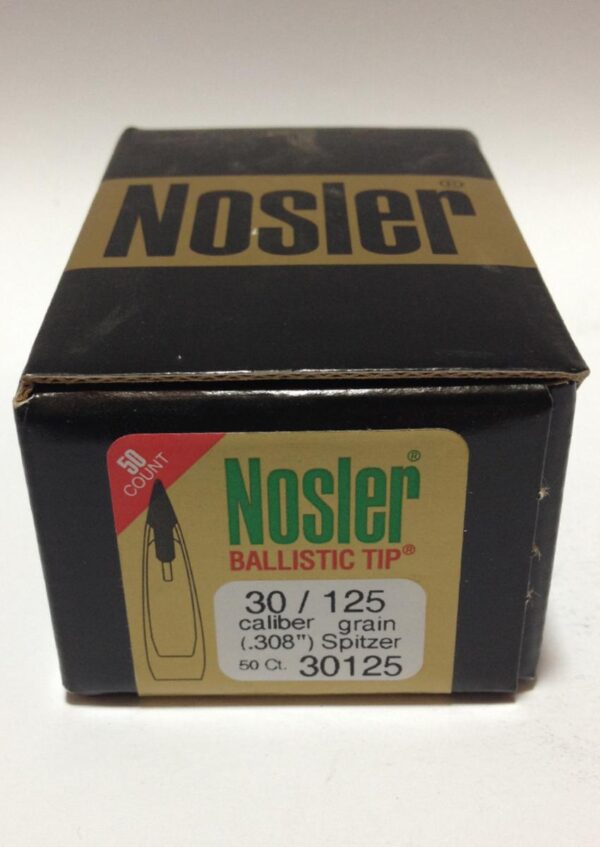 Nosler®
50
COUNT
Nosler®
BALLISTIC TIP®
30 / 125
caliber grain
(.308") Spitzer
50 Ct. 30125